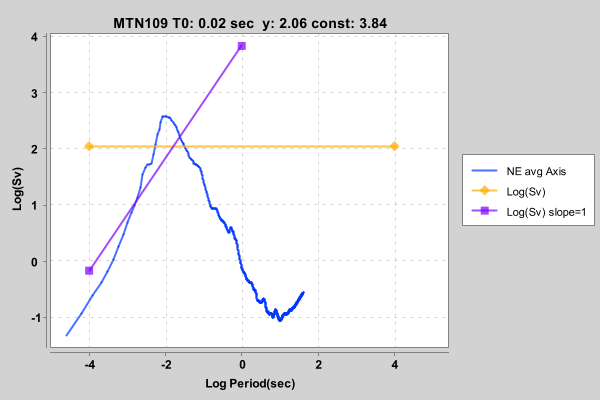 MTN109 T0: 0.02 sec  y: 2.06 const: 3.84
4
3
2
1
0
-1
Log(Sv)
-4
-2
0
2
4
Log Period(sec)
NE avg Axis
Log(Sv)
Log(Sv) slope=1